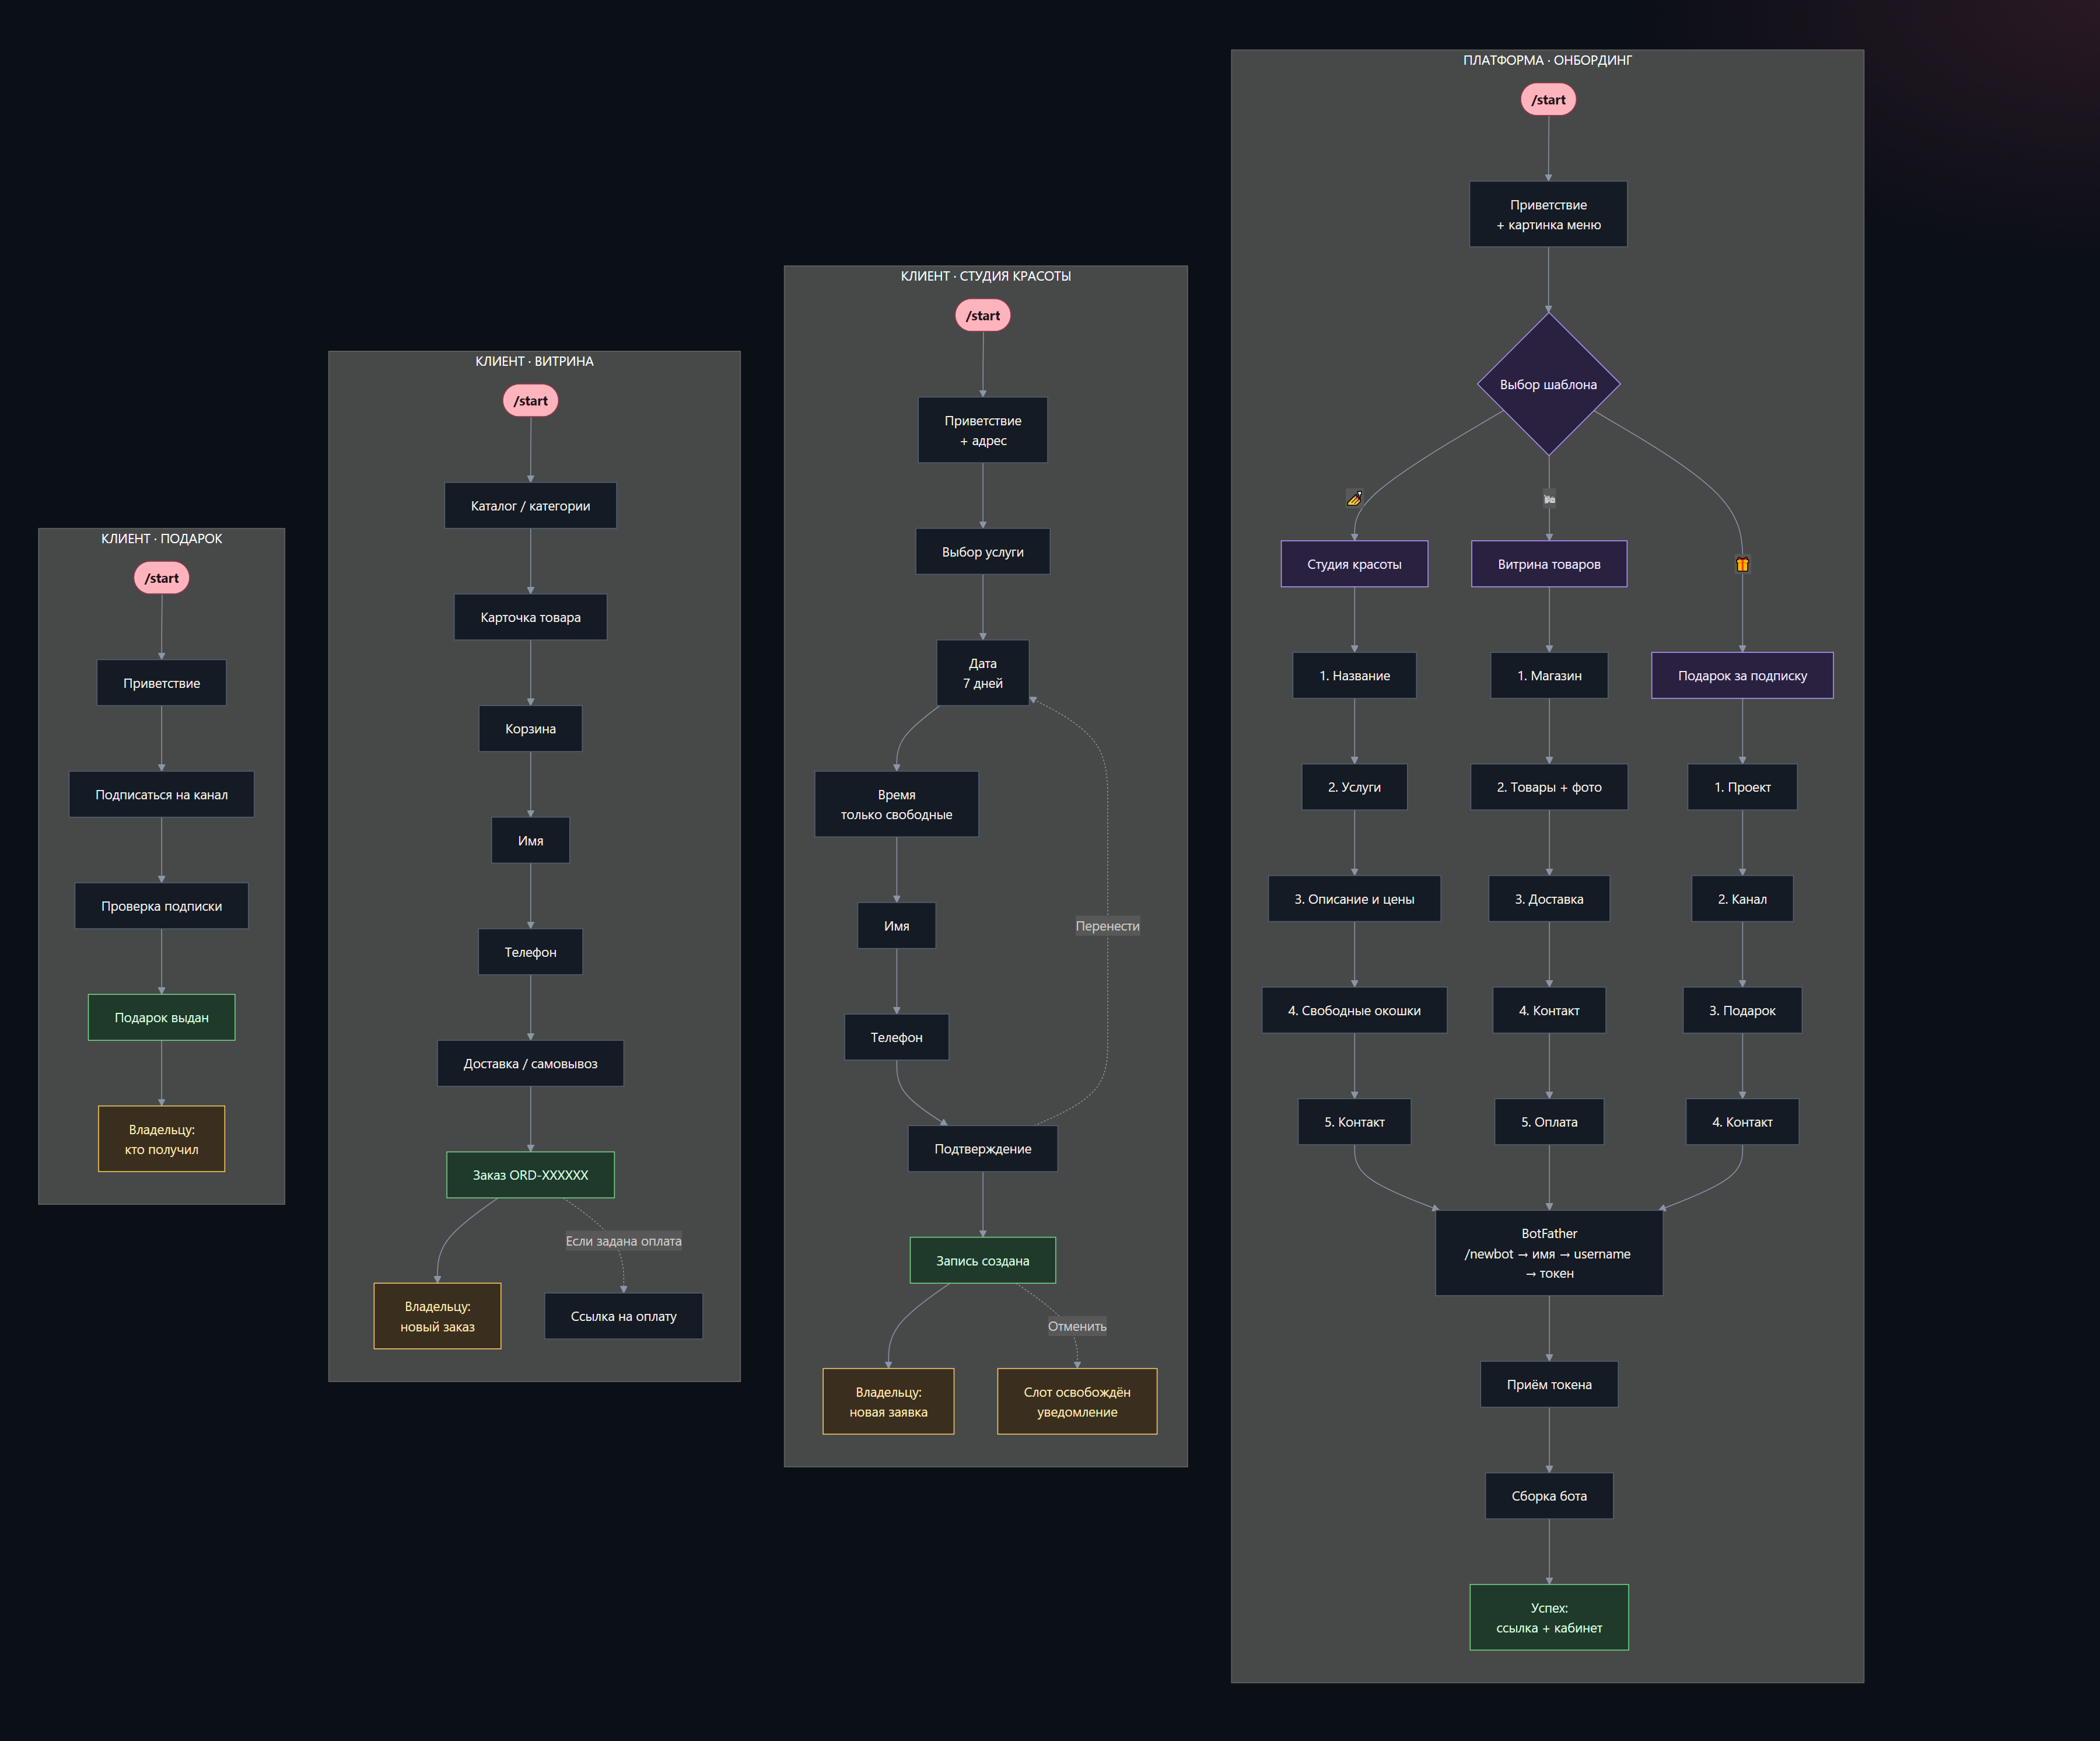 КЛИЕНТ · ПОДАРОК
/start
Приветствие
Подписаться на канал
Проверка подписки
Подарок выдан
Владельцу:
кто получил
КЛИЕНТ · ВИТРИНА
/start
Каталог / категории
Карточка товара
Корзина
Имя
Телефон
Доставка / самовывоз
Заказ ORD-XXXXXX
Если задана оплата
Владельцу:
новый заказ
Ссылка на оплату
КЛИЕНТ · СТУДИЯ КРАСОТЫ
/start
Приветствие
+ адрес
Выбор услуги
Дата
7 дней
Время
только свободные
Имя
Перенести
Телефон
Подтверждение
Запись создана
Отменить
Владельцу:
новая заявка
Слот освобождён
уведомление
ПЛАТФОРМА · ОНБОРДИНГ
/start
Приветствие
+ картинка меню
Выбор шаблона
Студия красоты
1. Название
2. Услуги
3. Описание и цены
4. Свободные окошки
5. Контакт
Витрина товаров
1. Магазин
2. Товары + фото
3. Доставка
4. Контакт
5. Оплата
Подарок за подписку
1. Проект
2. Канал
3. Подарок
4. Контакт
BotFather
/newbot → имя → username
→ токен
Приём токена
Сборка бота
Успех:
ссылка + кабинет